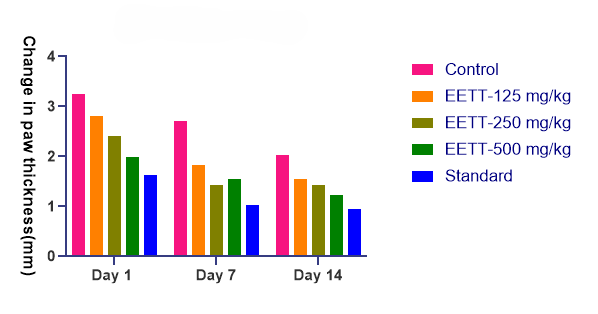 Change in paw thickness(mm)
4
3
2
1
0
Day 1
Day 7
Day 14
Control
EETT-125 mg/kg
EETT-250 mg/kg
EETT-500 mg/kg
Standard